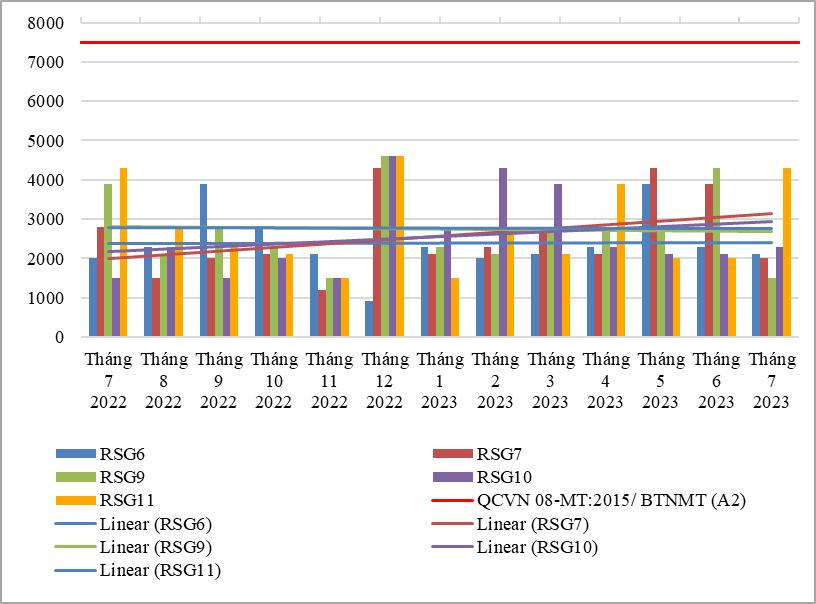 8000
7000
6000
5000
4000
3000
2000
1000
0
Tháng 7 2022
Tháng 8 2022
Tháng 9 2022
Tháng 10 2022
Tháng 11 2022
Tháng 12 2022
Tháng 1 2023
Tháng 2 2023
Tháng 3 2023
Tháng 4 2023
Tháng 5 2023
Tháng 6 2023
Tháng 7 2023
RSG6
RSG7
RSG9
RSG10
RSG11
QCVN 08-MT:2015/ BTNMT (A2)
Linear (RSG6)
Linear (RSG7)
Linear (RSG9)
Linear (RSG10)
Linear (RSG11)